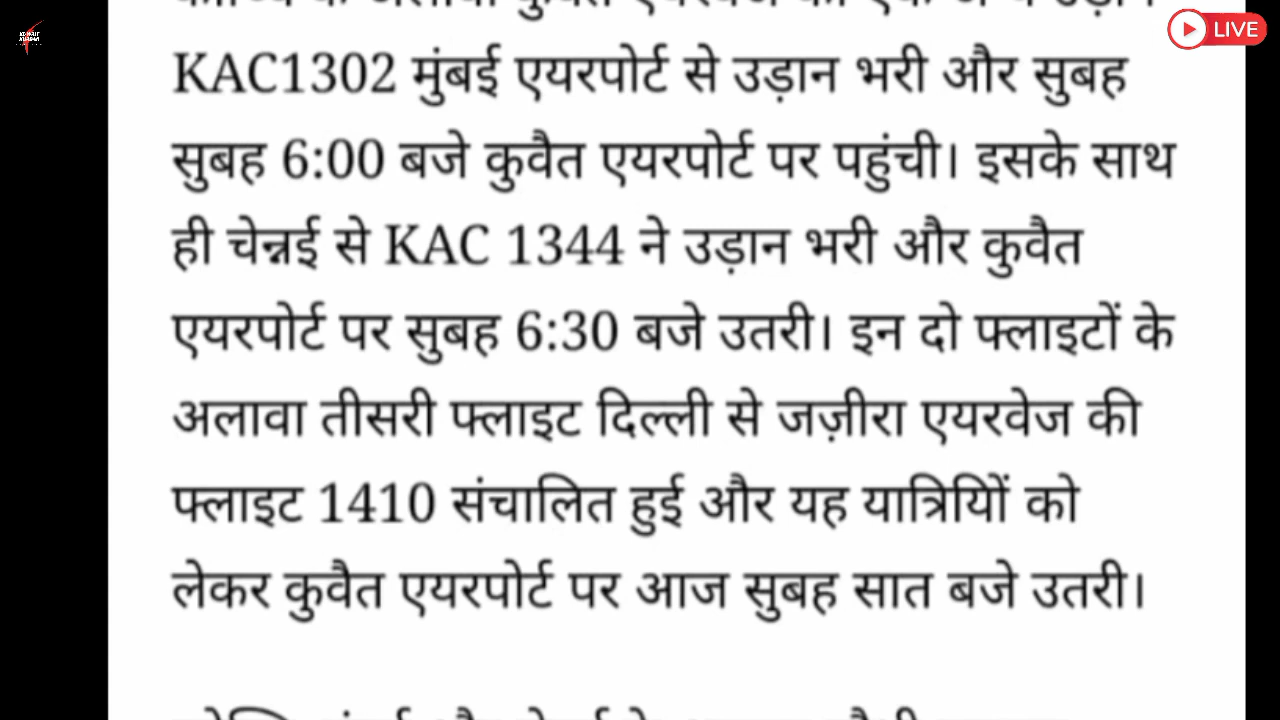 LIVE
KAC1302 मुंबई एयरपोर्ट से उड़ान भरी और सुबह
सुबह 6:00 बजे कुवैत एयरपोर्ट पर पहुंची। इसके साथ
ही चेन्नई से KAC 1344 ने उड़ान भरी और कुवैत
एयरपोर्ट पर सुबह 6:30 बजे उतरी। इन दो फ्लाइटों के
अलावा तीसरी फ्लाइट दिल्ली से जज़ीरा एयरवेज की
फ्लाइट 1410 संचालित हुई और यह यात्रियिों को
लेकर कुवैत एयरपोर्ट पर आज सुबह सात बजे उतरी।